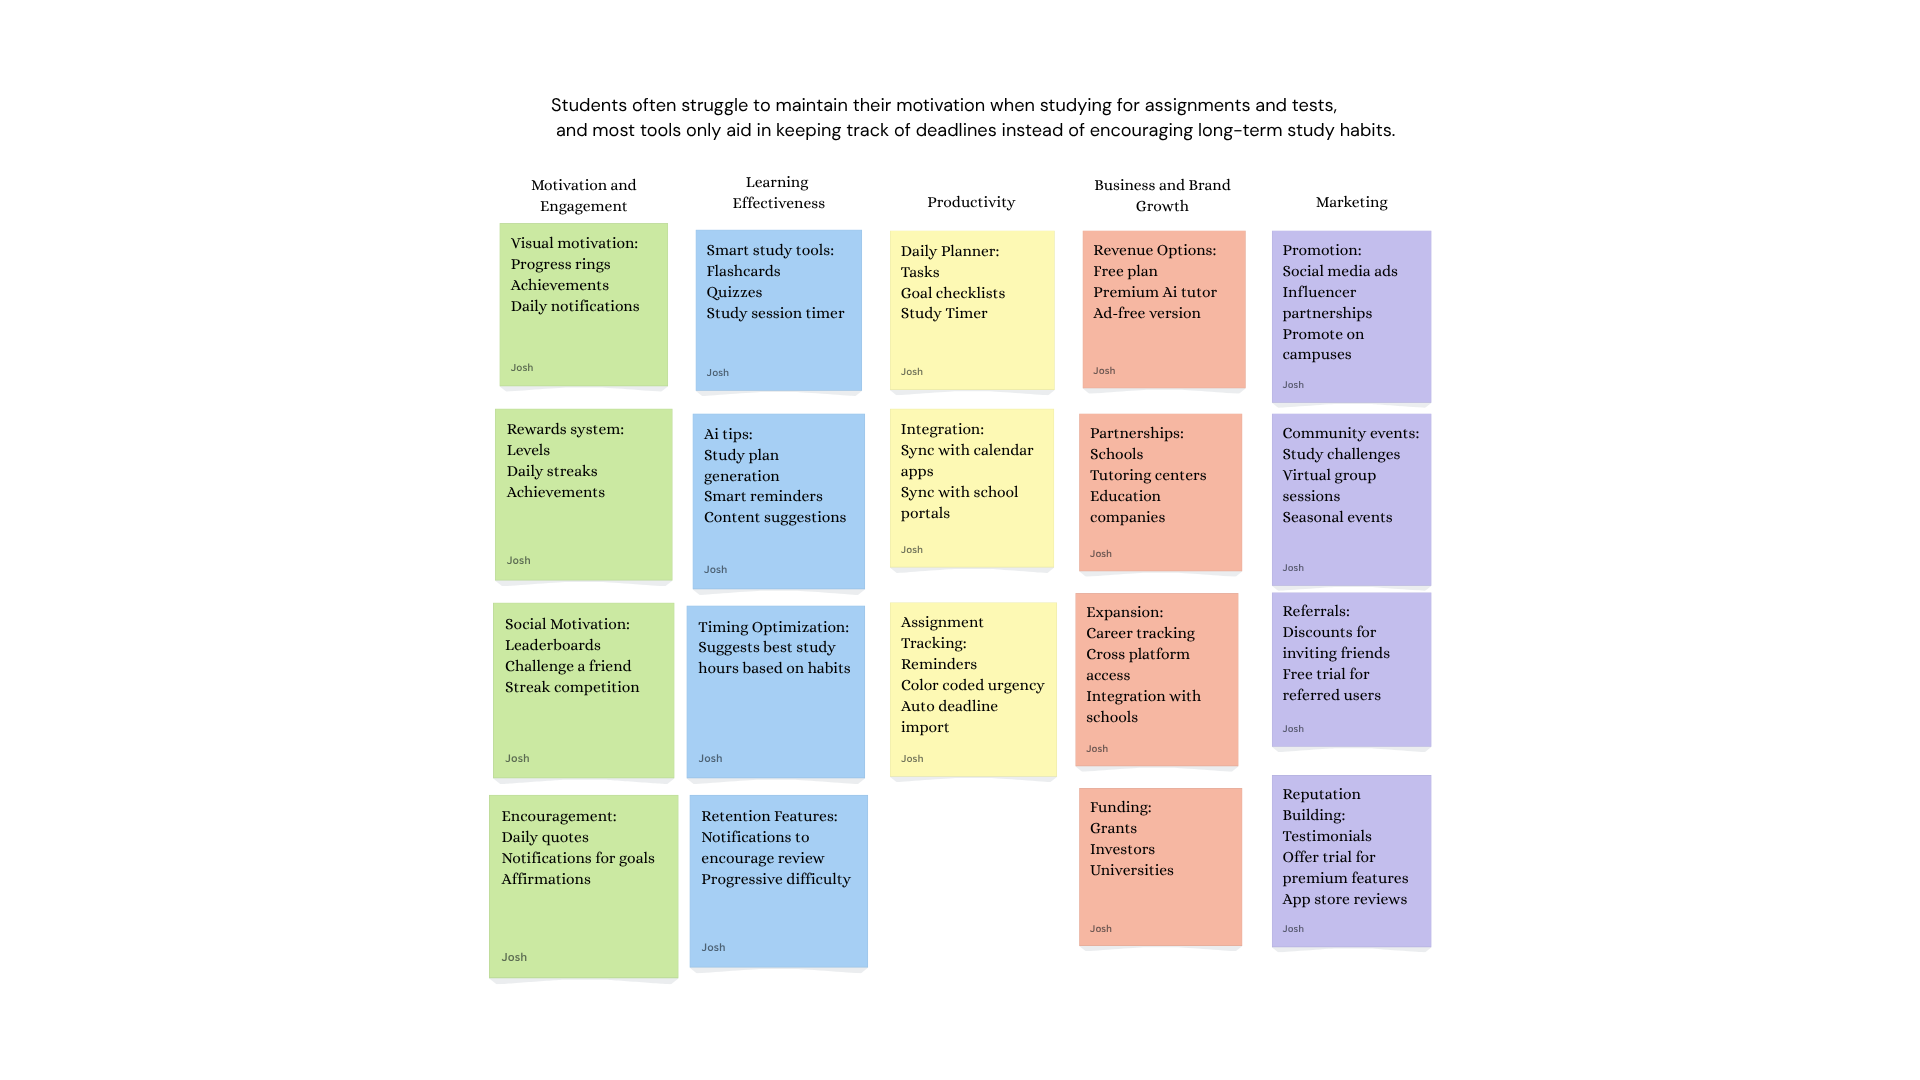 Students often struggle to maintain their motivation when studying for assignments and tests,
and most tools only aid in keeping track of deadlines instead of encouraging long-term study habits.
Motivation and
Engagement
Visual motivation:
Progress rings
Achievements
Daily notifications
Josh
Rewards system:
Levels
Daily streaks
Achievements
Josh
Social Motivation:
Leaderboards
Challenge a friend
Streak competition
Josh
Encouragement:
Daily quotes
Notifications for goals
Affirmations
Josh
Learning
Effectiveness
Smart study tools:
Flashcards
Quizzes
Study session timer
Josh
Ai tips:
Study plan
generation
Smart reminders
Content suggestions
Josh
Timing Optimization:
Suggests best study
hours based on habits
Josh
Retention Features:
Notifications to
encourage review
Progressive difficulty
Josh
Productivity
Daily Planner:
Tasks
Goal checklists
Study Timer
Josh
Integration:
Sync with calendar
apps
Sync with school
portals
Josh
Assignment
Tracking:
Reminders
Color coded urgency
Auto deadline
import
Josh
Business and Brand
Growth
Revenue Options:
Free plan
Premium Ai tutor
Ad-free version
Josh
Partnerships:
Schools
Tutoring centers
Education
companies
Josh
Expansion:
Career tracking
Cross platform
access
Integration with
schools
Josh
Funding:
Grants
Investors
Universities
Josh
Marketing
Promotion:
Social media ads
Influencer
partnerships
Promote on
campuses
Josh
Community events:
Study challenges
Virtual group
sessions
Seasonal events
Josh
Referrals:
Discounts for
inviting friends
Free trial for
referred users
Josh
Reputation
Building:
Testimonials
Offer trial for
premium features
App store reviews
Josh